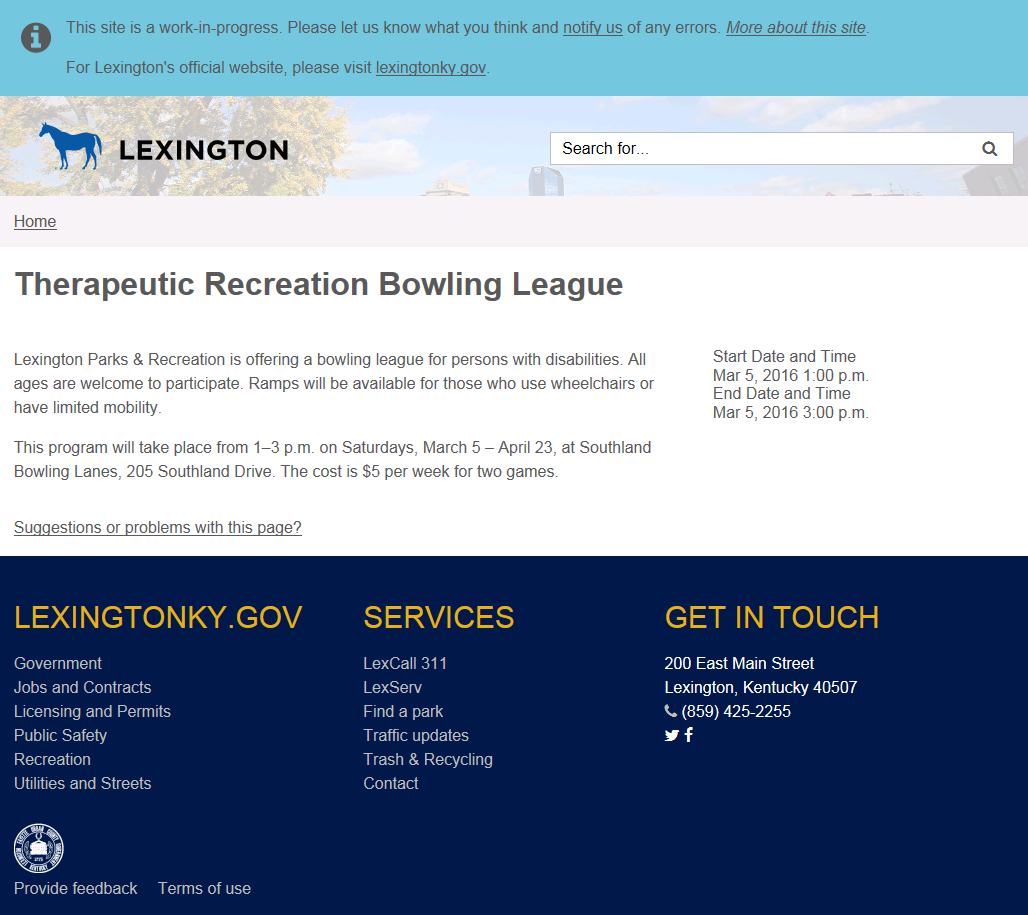 This site is a work-in-progress. Please let us know what you think and notify us of any errors. More about this site.
For Lexington's official website, please visit lexingtonky.gov.
LEXINGTON
Search for...
Home
Therapeutic Recreation Bowling League
Lexington Parks & Recreation is offering a bowling league for persons with disabilities. All
ages are welcome to participate. Ramps will be available for those who use wheelchairs or
have limited mobility.
This program will take place from 1–3 p.m. on Saturdays, March 5 – April 23, at Southland
Bowling Lanes, 205 Southland Drive. The cost is $5 per week for two games.
Start Date and Time
Mar 5, 2016 1:00 p.m.
End Date and Time
Mar 5, 2016 3:00 p.m.
Suggestions or problems with this page?
LEXINGTONKY.GOV
Government
Jobs and Contracts
Licensing and Permits
Public Safety
Recreation
Utilities and Streets
SERVICES
LexCall 311
LexServ
Find a park
Traffic updates
Trash & Recycling
Contact
GET IN TOUCH
200 East Main Street
Lexington, Kentucky 40507
(859) 425-2255
Provide feedback
Terms of use